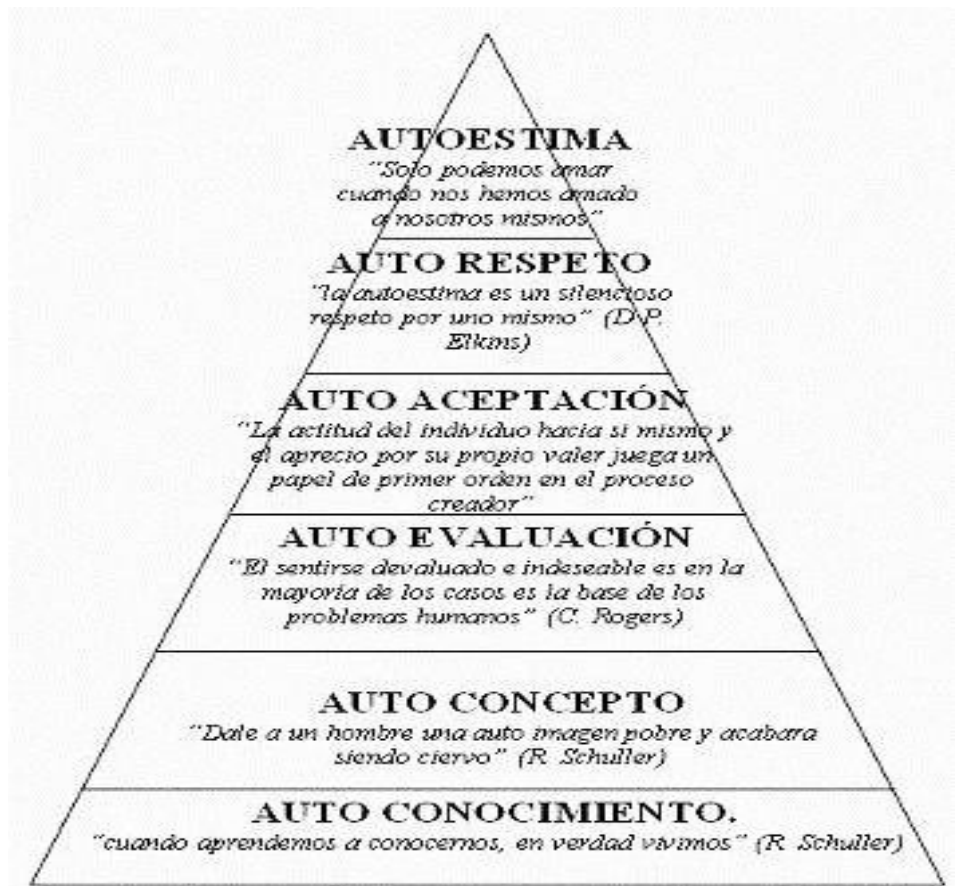 AUTOESTIMA
"Solo podemos amar
cuando nos hemos amado
a nosotros mismos"
AUTO RESPETO
"la autoestima es un silencioso
respeto por uno mismo" (D.P.
Elkins)
AUTO ACEPTACIÓN
"La actitud del individuo hacia si mismo y
el aprecio por su propio valer juega un
papel de primer orden en el proceso
creador"
AUTO EVALUACIÓN
"El sentirse devaluado e indeseable es en la
mayoría de los casos es la base de los
problemas humanos" (C. Rogers)
AUTO CONCEPTO
"Dale a un hombre una auto imagen pobre y acabara
siendo ciervo" (R. Schuller)
AUTO CONOCIMIENTO.
"cuando aprendemos a conocernos, en verdad vivimos" (R. Schuller)